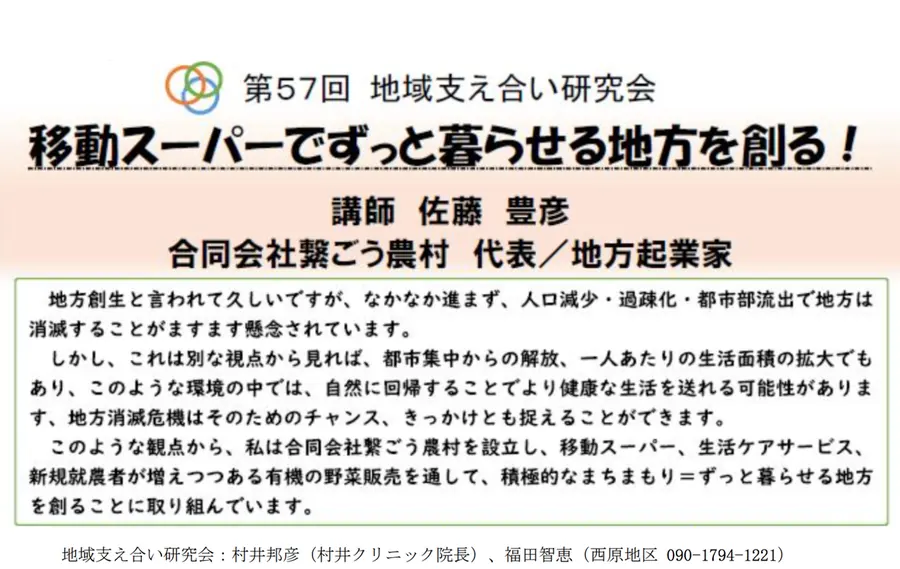 第57回 地域支え合い研究会
移動スーパーでずっと暮らせる地方を創る！
講師 佐藤 豊彦
合同会社繋ごう農村 代表／地方起業家
地方創生と言われて久しいですが、なかなか進まず、人口減少・過疎化・都市部流出で地方は
消滅することがますます懸念されています。
しかし、これは別な視点から見れば、都市集中からの解放、一人あたりの生活面積の拡大でも
あり、このような環境の中では、自然に回帰することでより健康な生活を送れる可能性がありま
す、地方消滅危機はそのためのチャンス、きっかけとも捉えることができます。
このような観点から、私は合同会社繋ごう農村を設立し、移動スーパー、生活ケアサービス、
新規就農者が増えつつある有機の野菜販売を通して、積極的なまちまもり＝ずっと暮らせる地方
を創ることに取り組んでいます。
地域支え合い研究会：村井邦彦（村井クリニック院長）、福田智恵（西原地区 090-1794-1221）